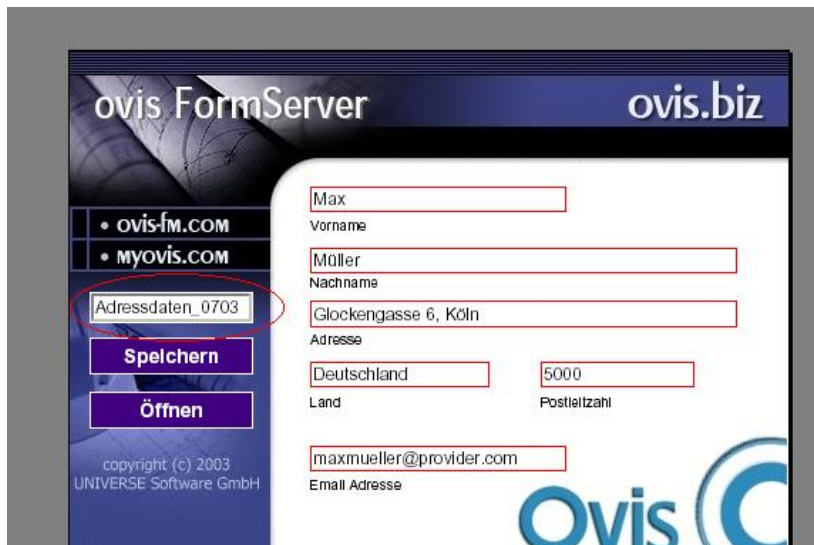 ovis FormServer
ovis.biz
• ovis-fm.com
• myovis.com
Adressdaten_0703
Speichern
Öffnen
copyright (c) 2003
UNIVERSE Software GmbH
Max
Vorname
Müller
Nachname
Glockengasse 6, Köln
Adresse
Deutschland
5000
Land
Postleitzahl
maxmueller@provider.com
Email Adresse
Ovis